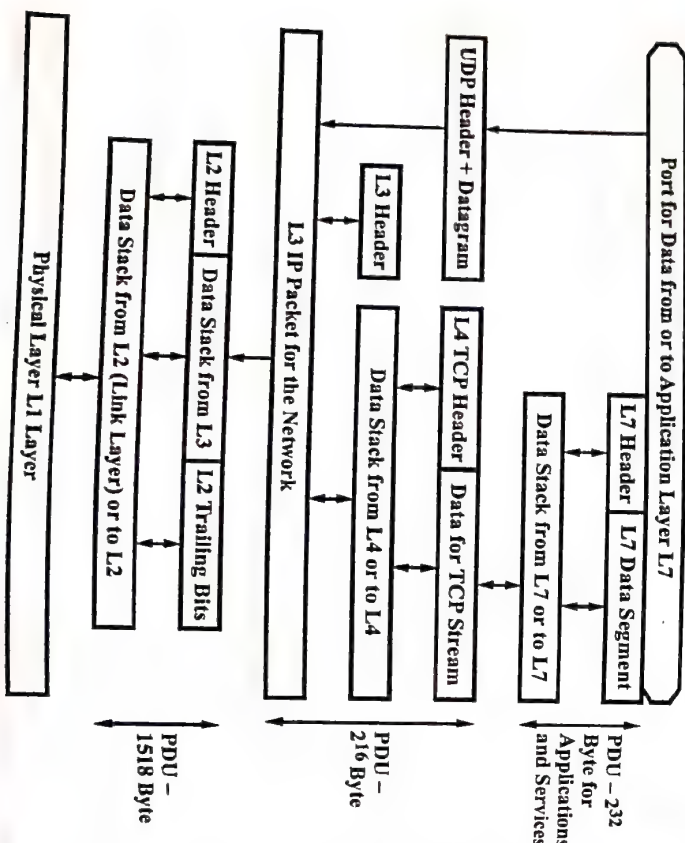 Port for Data from or to Application Layer L7
L7 Header
L7 Data Segment
Data Stack from L7 or to L7
PDU – 232
Byte for
Applications
and Services
UDP Header + Datagram
L4 TCP Header
Data for TCP Stream
L3 Header
Data Stack from L4 or to L4
L3 IP Packet for the Network
PDU –
216 Byte
L2 Header
Data Stack from L3
L2 Trailing Bits
Data Stack from L2 (Link Layer) or to L2
PDU –
1518 Byte
Physical Layer L1 Layer